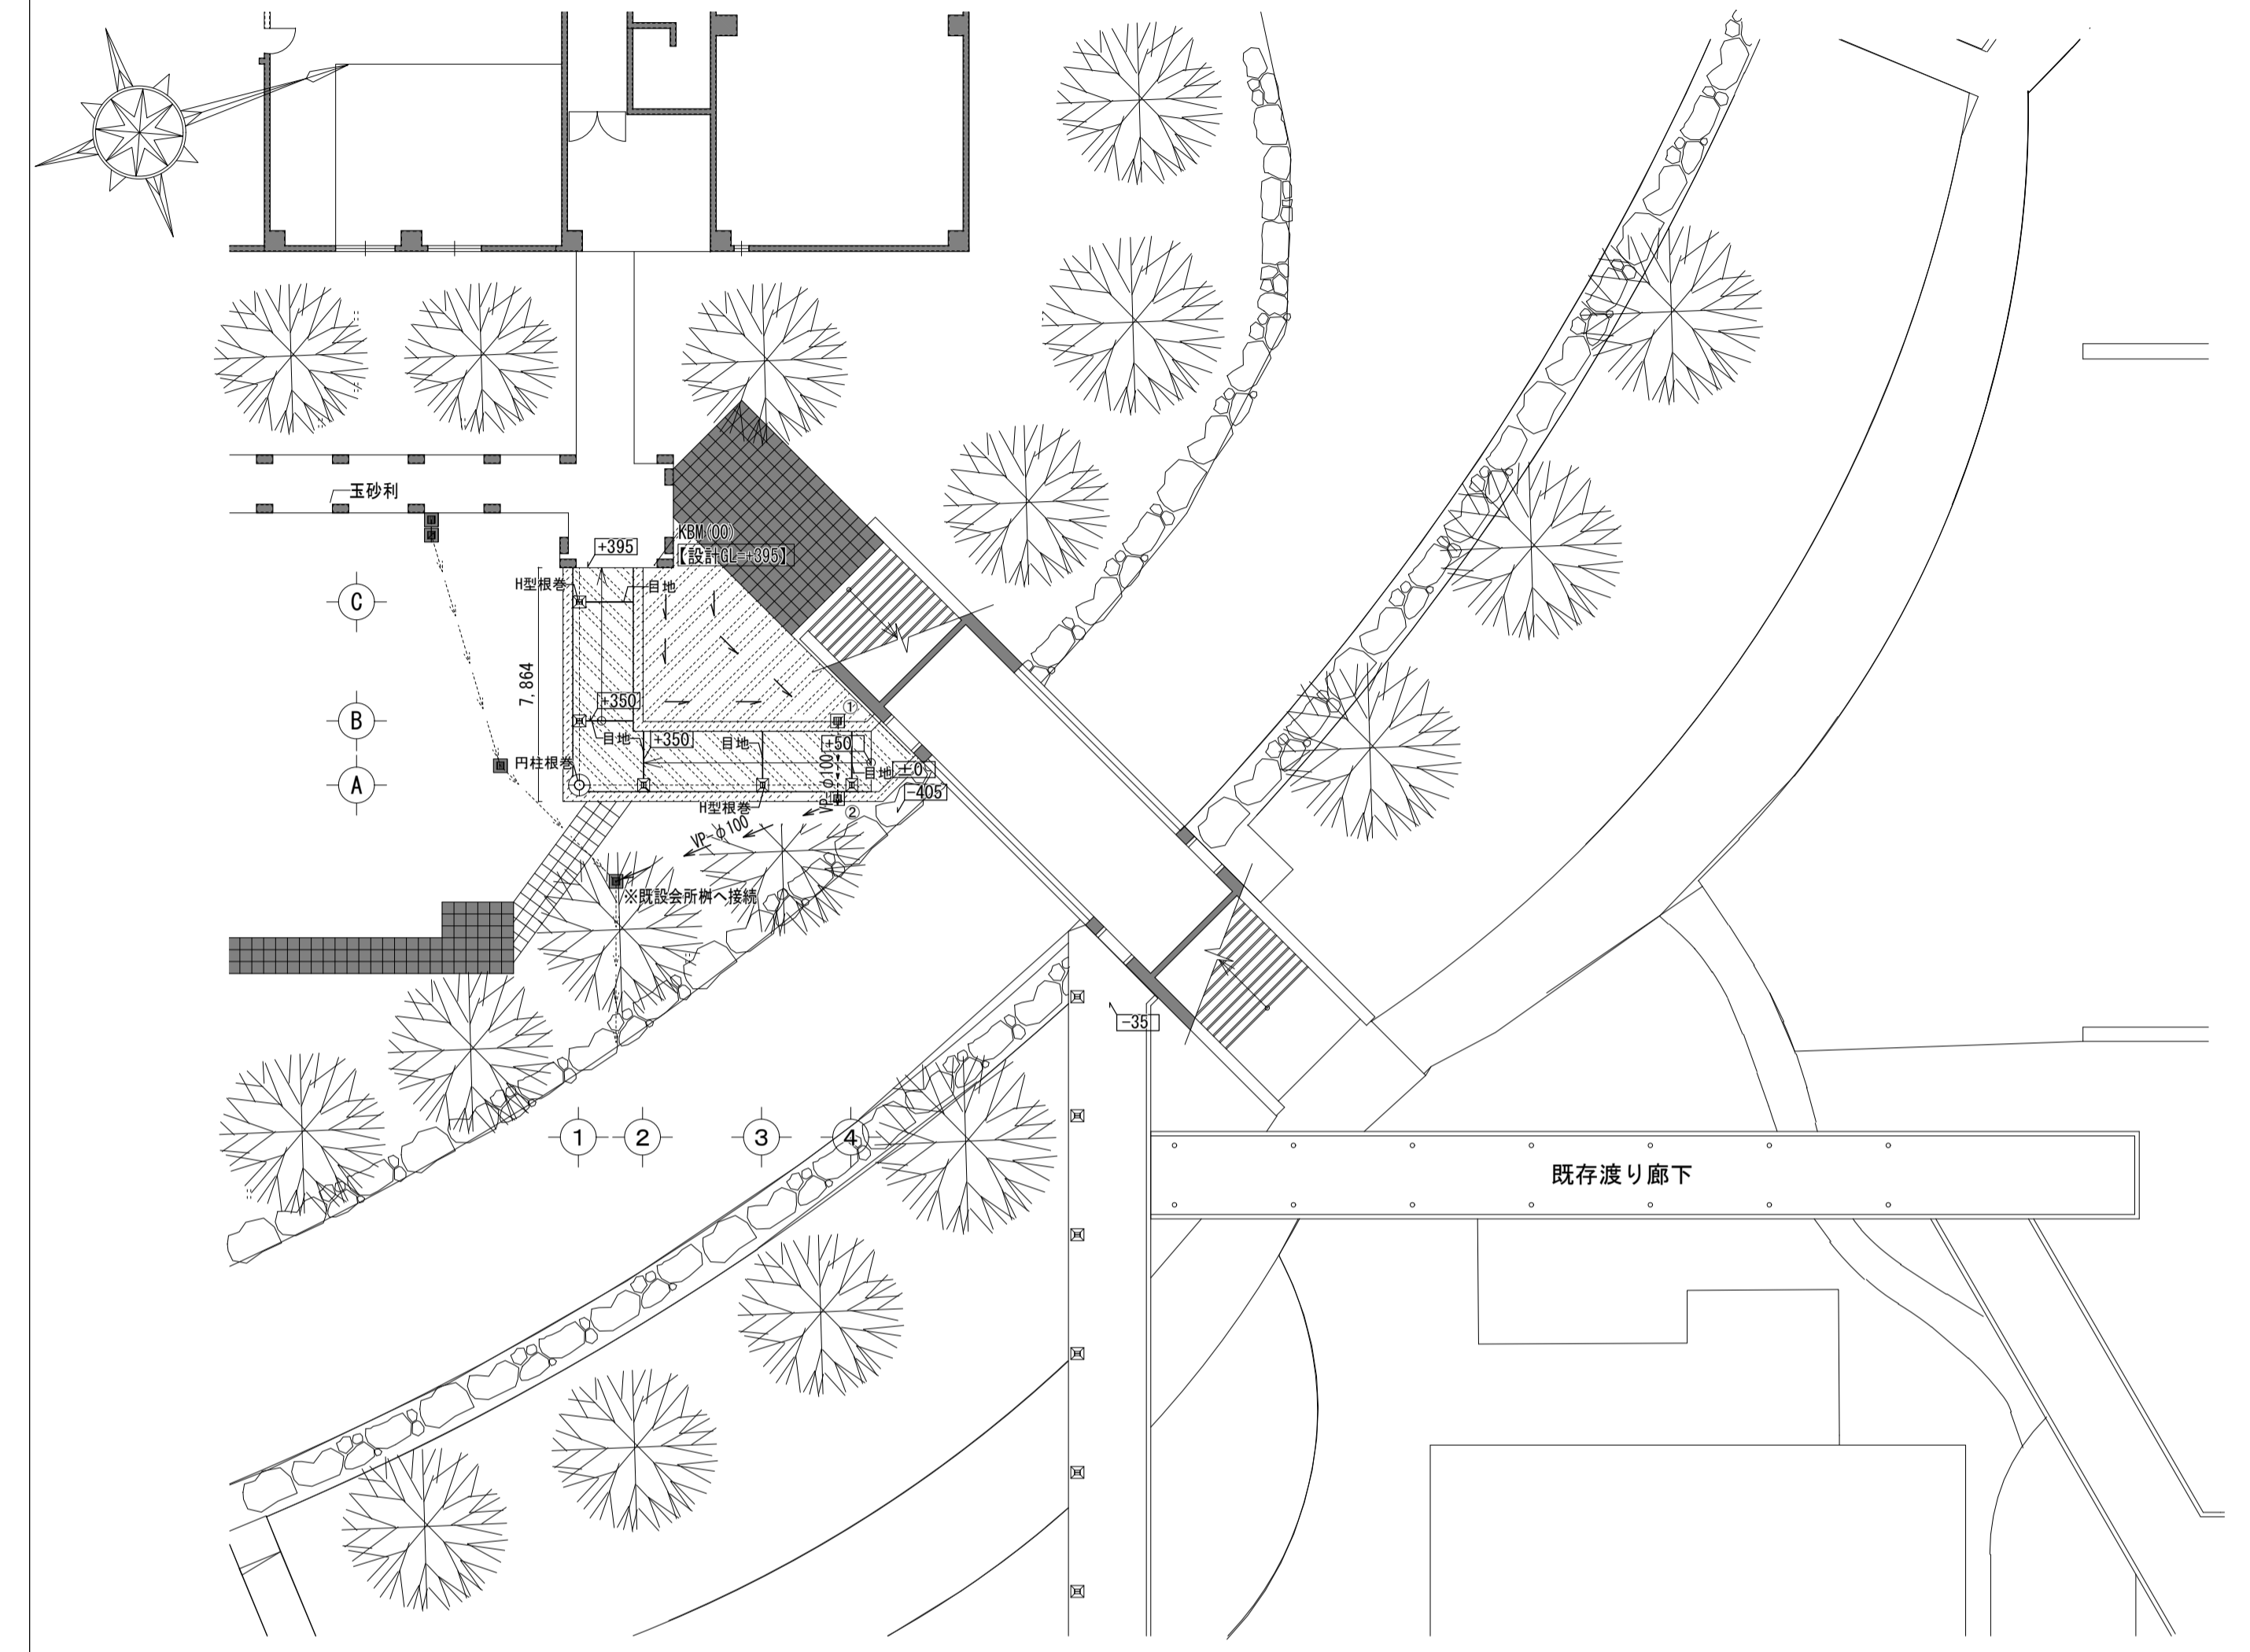 玉砂利
KBM(00)
【設計GL=+395】
+395
H型根巻
目地
C
7,864
+350
B
①
目地
+350
目地
+50
円柱根巻
目地
±0
A
-405
H型根巻
VP-φ100
②
VP-φ100
※既設会所桝へ接続
-35
1
2
3
4
既存渡り廊下